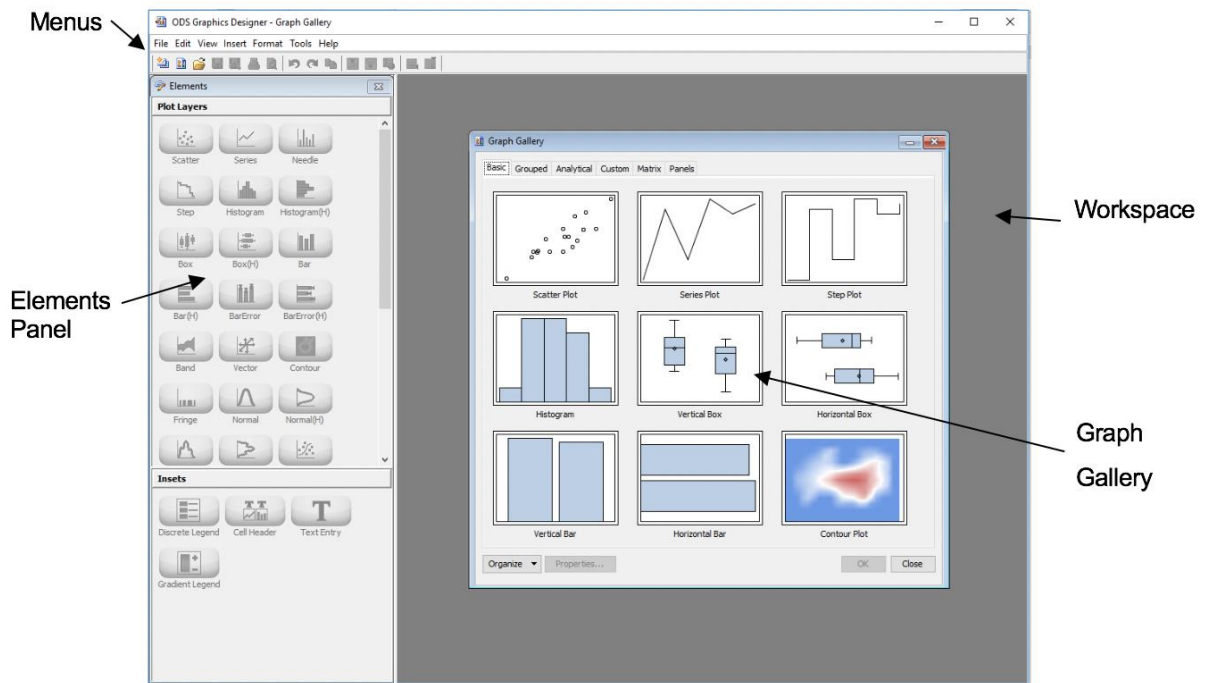 Menus
ODS Graphics Designer - Graph Gallery
File Edit View Insert Format Tools Help
Elements
Plot Layers
Scatter Series Needle
Step Histogram Histogram(H)
Box Box(H) Bar
Bar(H) BarError BarError(H)
Band Vector Contour
Fringe Normal Normal(H)
Insets
Discrete Legend Cell Header Text Entry
Gradient Legend
Elements
Panel
Graph Gallery
Basic Grouped Analytical Custom Matrix Panels
Scatter Plot Series Plot Step Plot
Histogram Vertical Box Horizontal Box
Vertical Bar Horizontal Bar Contour Plot
Organize Properties... OK Close
Workspace
Graph
Gallery